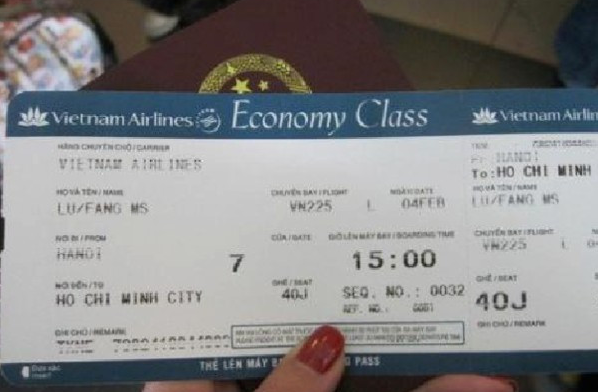 Vietnam Airlines Economy Class
HÃNG CHUYÊN CHỞ / CARRIER
VIETNAM AIRLINES
HỌ VÀ TÊN / NAME
LU/FANG MS
CHUYẾN BAY / FLIGHT
VN225 L
NGÀY/DATE
04FEB
NƠI ĐI / FROM
HANOI
CỬA / GATE
7
GIỜ LÊN MÁY BAY / BOARDING TIME
15:00
NƠI ĐẾN / TO
HO CHI MINH CITY
GHẾ / SEAT
40J
SEQ. NO.: 0032
REF. NO.:
GHI CHÚ / REMARK
THẺ LÊN MÁY PASS
Vietnam
HANOI
To: HO CHI MINH
HỌ VÀ TÊN / NAME
LU/FANG MS
CHUYẾN BAY / FLIGHT
VN225 L
GHẾ / SEAT
40J
GHI CHÚ / REMARK